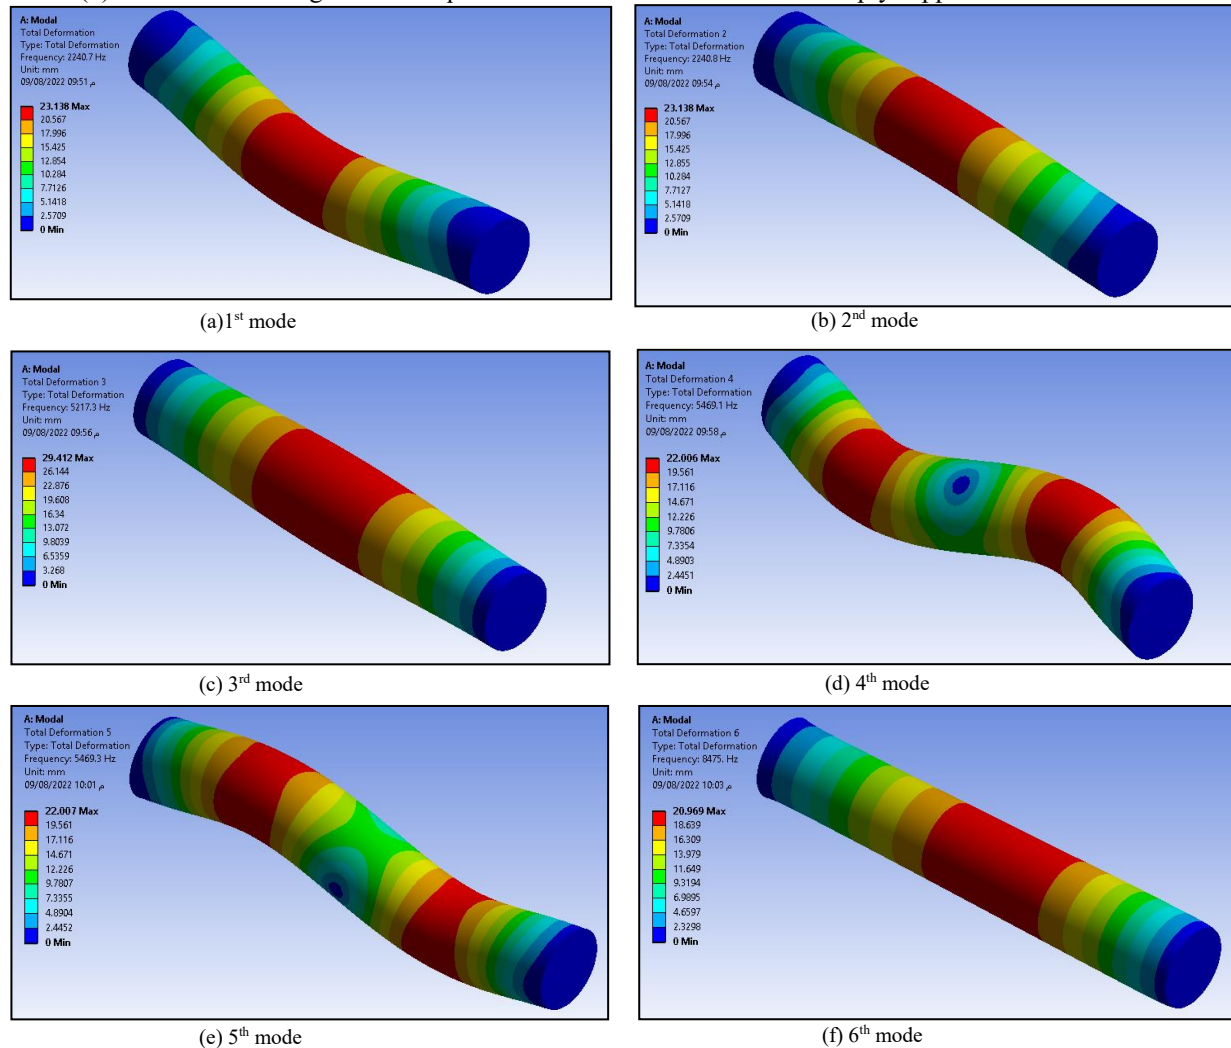 A: Modal
Total Deformation
Type: Total Deformation
Frequency: 2240.7 Hz
Unit: mm
09/08/2022 09:51 م
23.138 Max
20.567
17.996
15.425
12.854
10.284
7.7126
5.1418
2.5709
0 Min
(a)1st mode
A: Modal
Total Deformation 2
Type: Total Deformation
Frequency: 2240.8 Hz
Unit: mm
09/08/2022 09:54 م
23.138 Max
20.567
17.996
15.425
12.855
10.284
7.7127
5.1418
2.5709
0 Min
(b) 2nd mode
A: Modal
Total Deformation 3
Type: Total Deformation
Frequency: 5217.3 Hz
Unit: mm
09/08/2022 09:56 م
29.412 Max
26.144
22.876
19.608
16.34
13.072
9.8039
6.5359
3.268
0 Min
(c) 3rd mode
A: Modal
Total Deformation 4
Type: Total Deformation
Frequency: 5469.1 Hz
Unit: mm
09/08/2022 09:58 م
22.006 Max
19.561
17.116
14.671
12.226
9.7806
7.3354
4.8903
2.4451
0 Min
(d) 4th mode
A: Modal
Total Deformation 5
Type: Total Deformation
Frequency: 5469.3 Hz
Unit: mm
09/08/2022 10:01 م
22.007 Max
19.561
17.116
14.671
12.226
9.7807
7.3355
4.8904
2.4452
0 Min
(e) 5th mode
A: Modal
Total Deformation 6
Type: Total Deformation
Frequency: 8475. Hz
Unit: mm
09/08/2022 10:03 م
20.969 Max
18.639
16.309
13.979
11.649
9.3194
6.9895
4.6597
2.3298
0 Min
(f) 6th mode